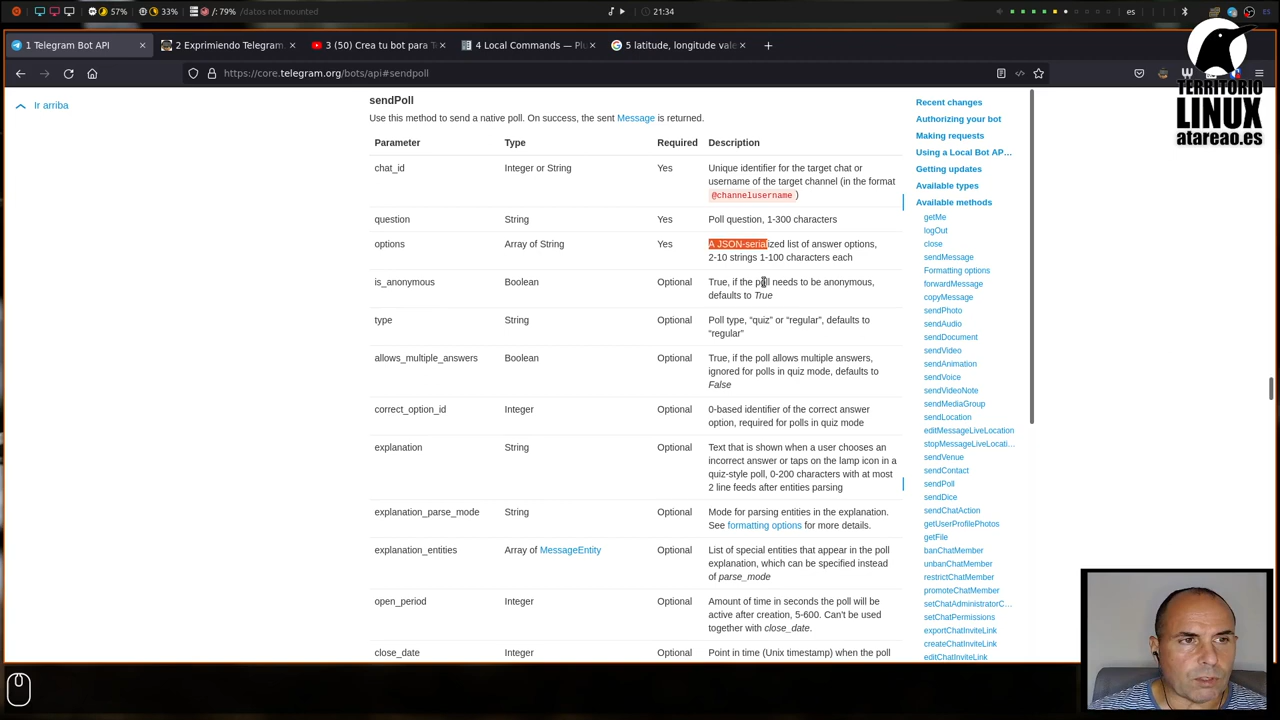 57%
33%
/: 79%
/datos not mounted
21:34
es
1 Telegram Bot API
2 Exprimiendo Telegram
3 (50) Crea tu bot para T
4 Local Commands — Plu
5 latitude, longitude value
https://core.telegram.org/bots/api#sendpoll
TERRITORIO
LINUX
atareao.es
Ir arriba
sendPoll
Use this method to send a native poll. On success, the sent Message is returned.
Parameter Type Required Description
chat_id Integer or String Yes Unique identifier for the target chat or
username of the target channel (in the format
@channelusername)
question String Yes Poll question, 1-300 characters
options Array of String Yes A JSON-serialized list of answer options,
2-10 strings 1-100 characters each
is_anonymous Boolean Optional True, if the poll needs to be anonymous,
defaults to True
type String Optional Poll type, “quiz” or “regular”, defaults to
“regular”
allows_multiple_answers Boolean Optional True, if the poll allows multiple answers,
ignored for polls in quiz mode, defaults to
False
correct_option_id Integer Optional 0-based identifier of the correct answer
option, required for polls in quiz mode
explanation String Optional Text that is shown when a user chooses an
incorrect answer or taps on the lamp icon in a
quiz-style poll, 0-200 characters with at most
2 line feeds after entities parsing
explanation_parse_mode String Optional Mode for parsing entities in the explanation.
See formatting options for more details.
explanation_entities Array of MessageEntity Optional List of special entities that appear in the poll
explanation, which can be specified instead
of parse_mode
open_period Integer Optional Amount of time in seconds the poll will be
active after creation, 5-600. Can't be used
together with close_date.
close_date Integer Optional Point in time (Unix timestamp) when the poll
Recent changes
Authorizing your bot
Making requests
Using a Local Bot AP…
Getting updates
Available types
Available methods
getMe
logOut
close
sendMessage
Formatting options
forwardMessage
copyMessage
sendPhoto
sendAudio
sendDocument
sendVideo
sendAnimation
sendVoice
sendVideoNote
sendMediaGroup
sendLocation
editMessageLiveLocation
stopMessageLiveLocati…
sendVenue
sendContact
sendPoll
sendDice
sendChatAction
getUserProfilePhotos
getFile
banChatMember
unbanChatMember
restrictChatMember
promoteChatMember
setChatAdministratorC…
setChatPermissions
exportChatInviteLink
createChatInviteLink
editChatInviteLink